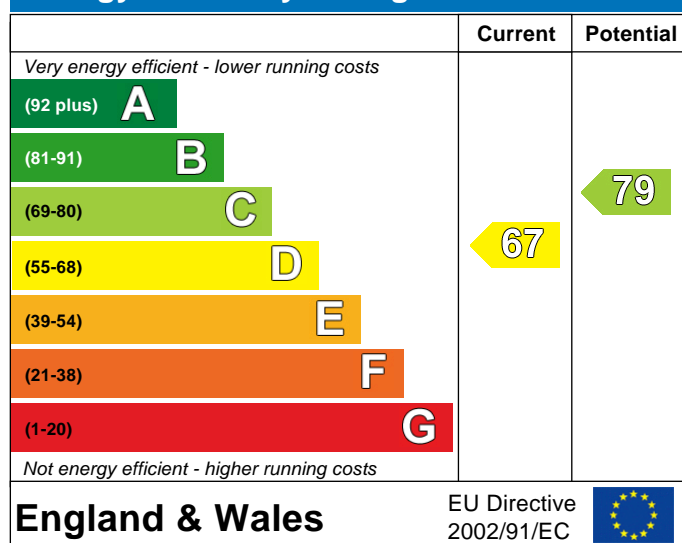 Current Potential
Very energy efficient - lower running costs
(92 plus) A
(81-91) B
79
(69-80) C
67
(55-68) D
(39-54) E
(21-38) F
(1-20) G
Not energy efficient - higher running costs
England & Wales
EU Directive
2002/91/EC